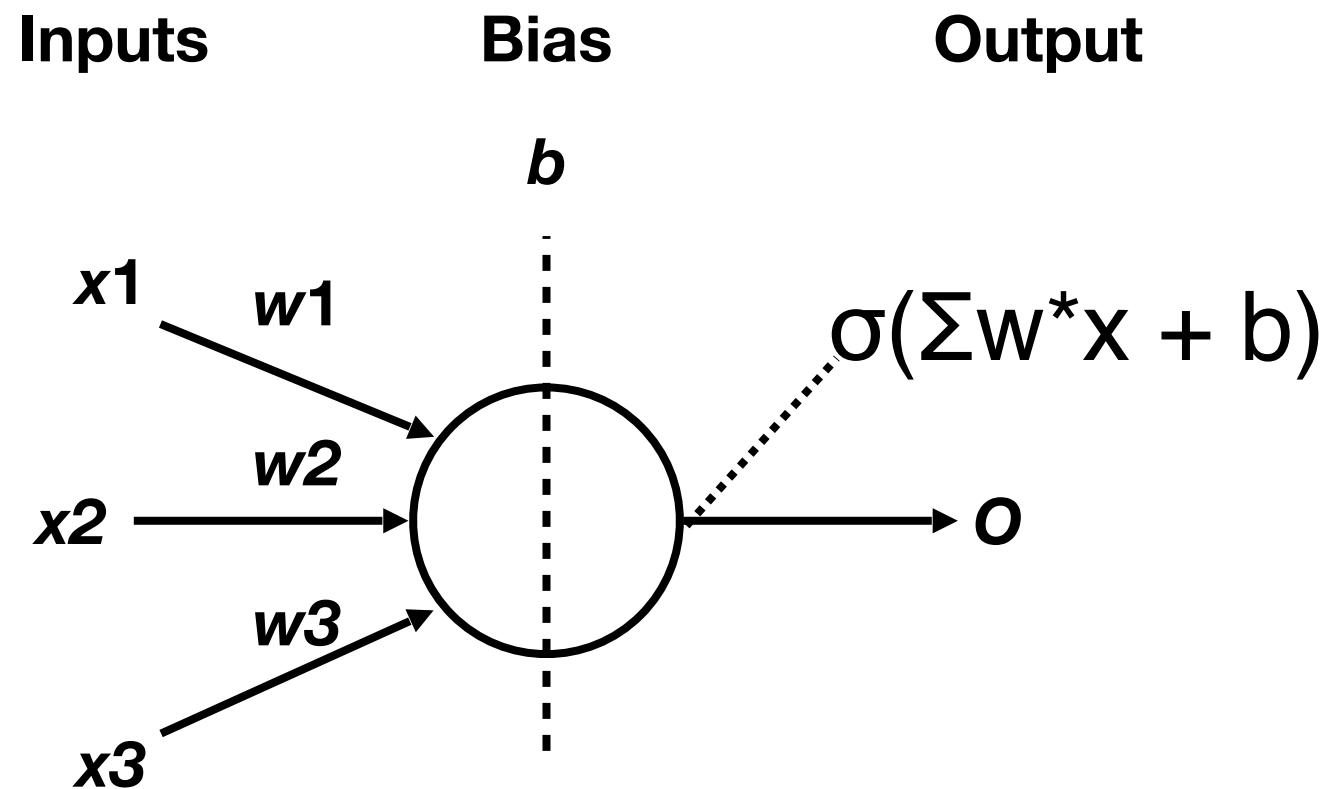 Inputs
Bias
Output
b
x1
w1
σ(Σw*x + b)
w2
x2
O
w3
x3